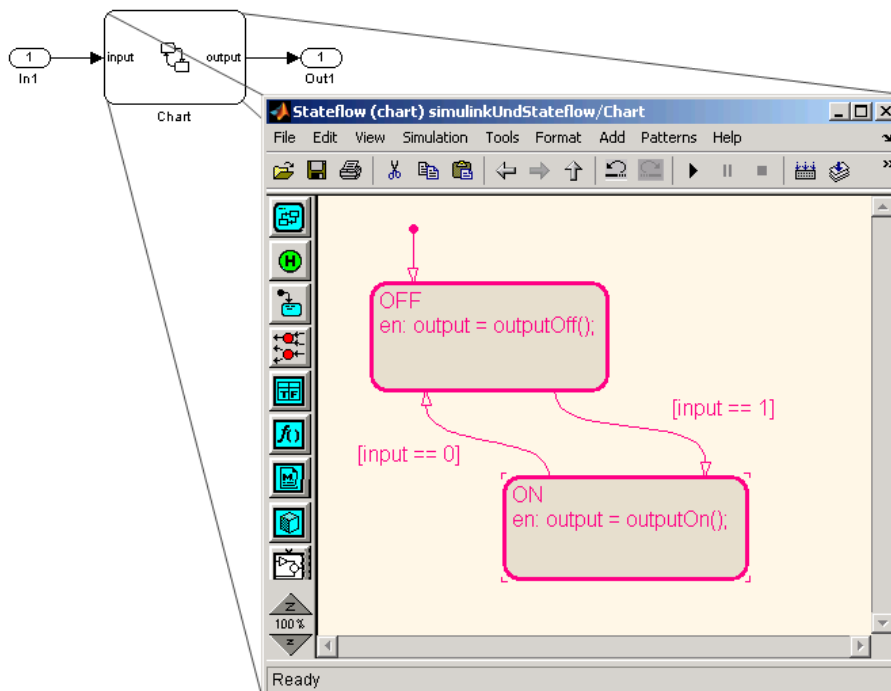 1
In1
input
output
Chart
1
Out1
Stateflow (chart) simulinkUndStateflow/Chart
File Edit View Simulation Tools Format Add Patterns Help
H
OFF
en: output = outputOff();
[input == 1]
[input == 0]
ON
en: output = outputOn();
T F
f()
M
Z
100%
z
Ready